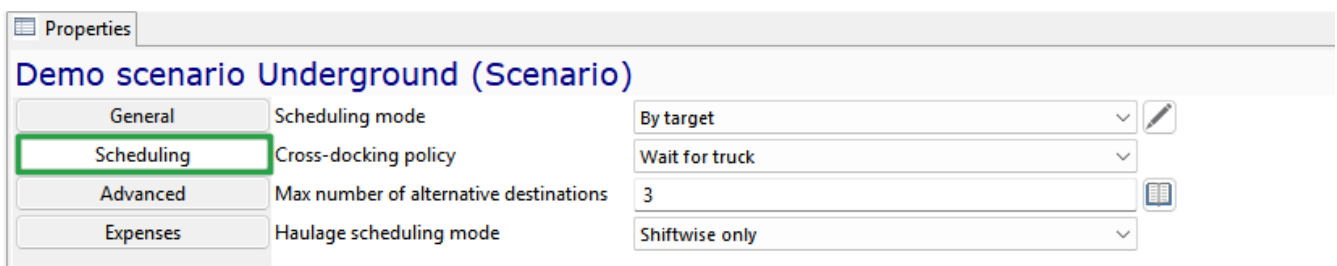 Properties
Demo scenario Underground (Scenario)
General Scheduling mode By target
Scheduling Cross-docking policy Wait for truck
Advanced Max number of alternative destinations 3
Expenses Haulage scheduling mode Shiftwise only